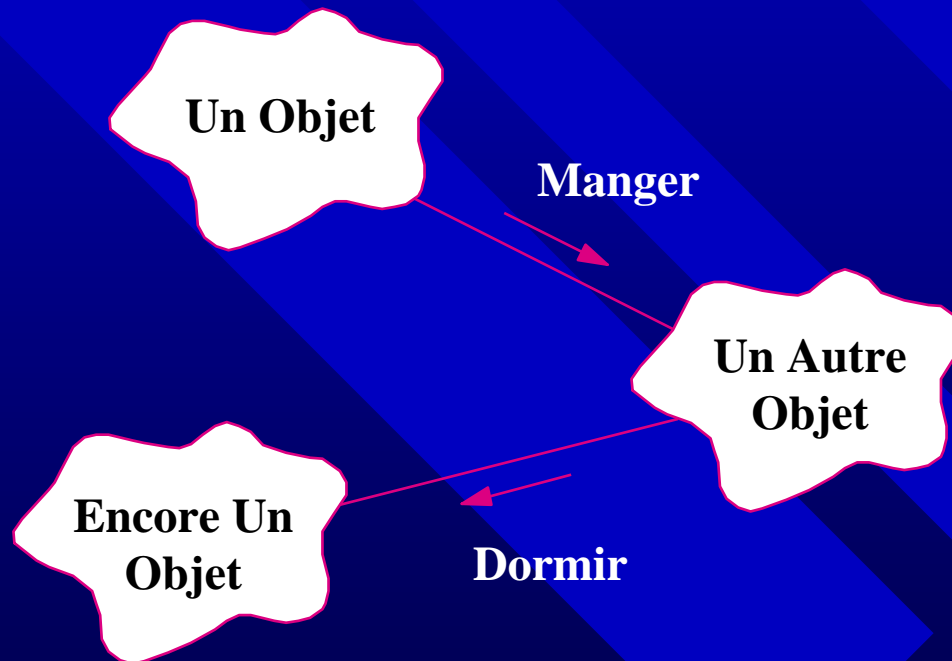 Un Objet
Manger
Un Autre
Objet
Encore Un
Objet
Dormir